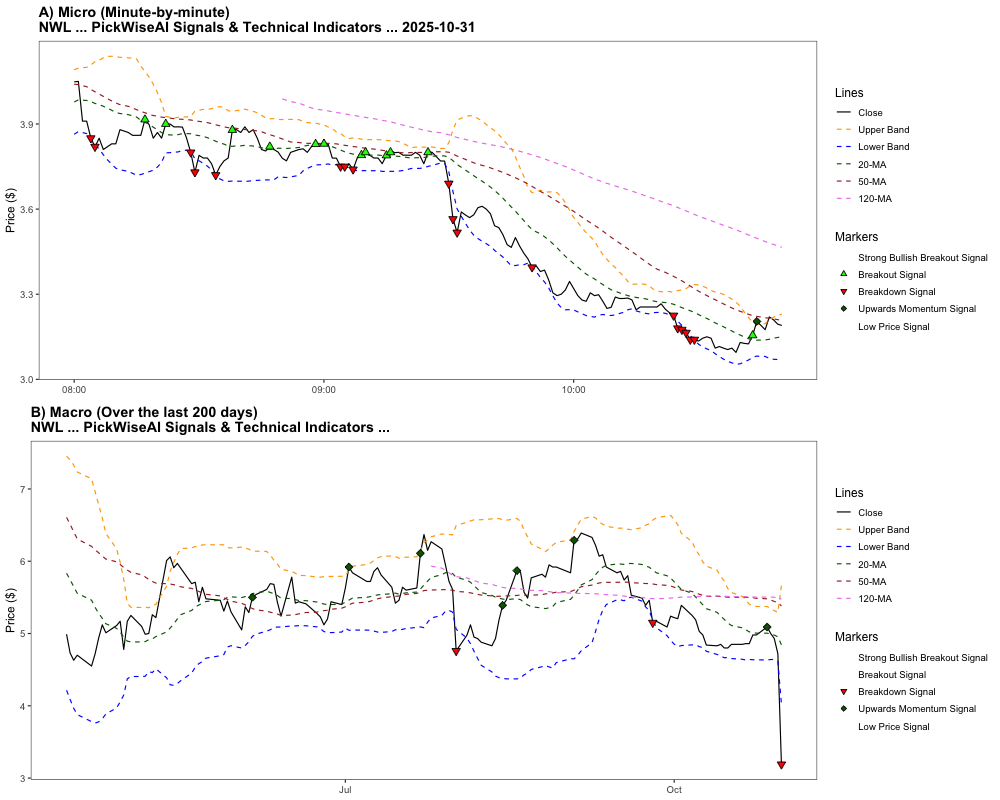 A) Micro (Minute-by-minute)
NWL ... PickWiseAI Signals & Technical Indicators ... 2025-10-31
Price ($)
3.9
3.6
3.3
3.0
08:00
09:00
10:00
Lines
Close
Upper Band
Lower Band
20-MA
50-MA
120-MA
Markers
Strong Bullish Breakout Signal
Breakout Signal
Breakdown Signal
Upwards Momentum Signal
Low Price Signal
B) Macro (Over the last 200 days)
NWL ... PickWiseAI Signals & Technical Indicators ...
Price ($)
7
6
5
4
3
Jul
Oct
Lines
Close
Upper Band
Lower Band
20-MA
50-MA
120-MA
Markers
Strong Bullish Breakout Signal
Breakout Signal
Breakdown Signal
Upwards Momentum Signal
Low Price Signal